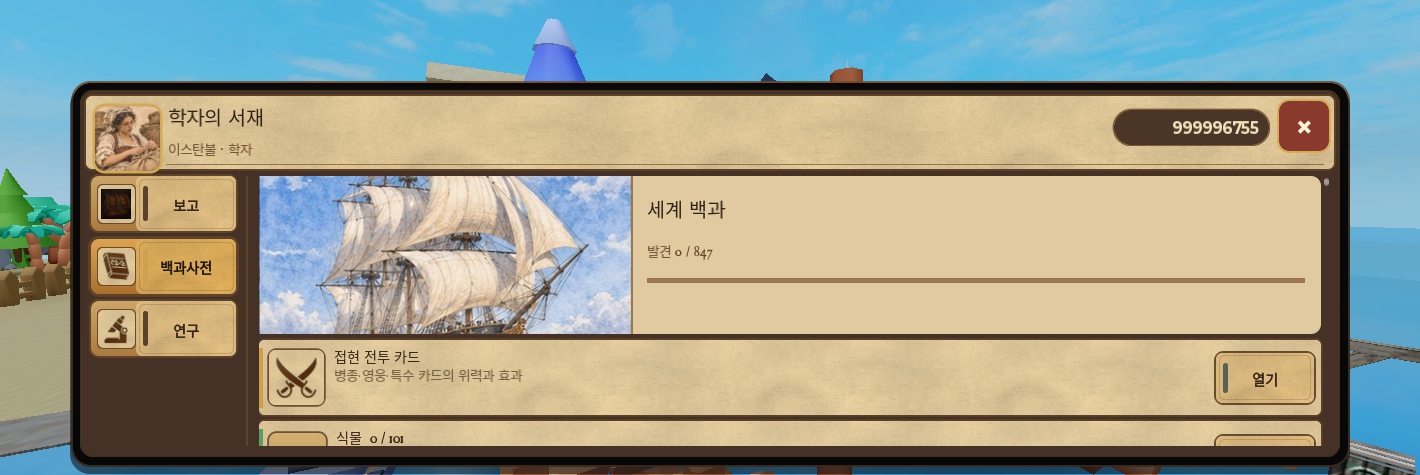 학자의 서재
이스탄불 · 학자
999996755
×
보고
백과사전
연구
세계 백과
발견 0 / 847
접현 전투 카드
병종·영웅·특수 카드의 위력과 효과
열기
식물 0 / 101